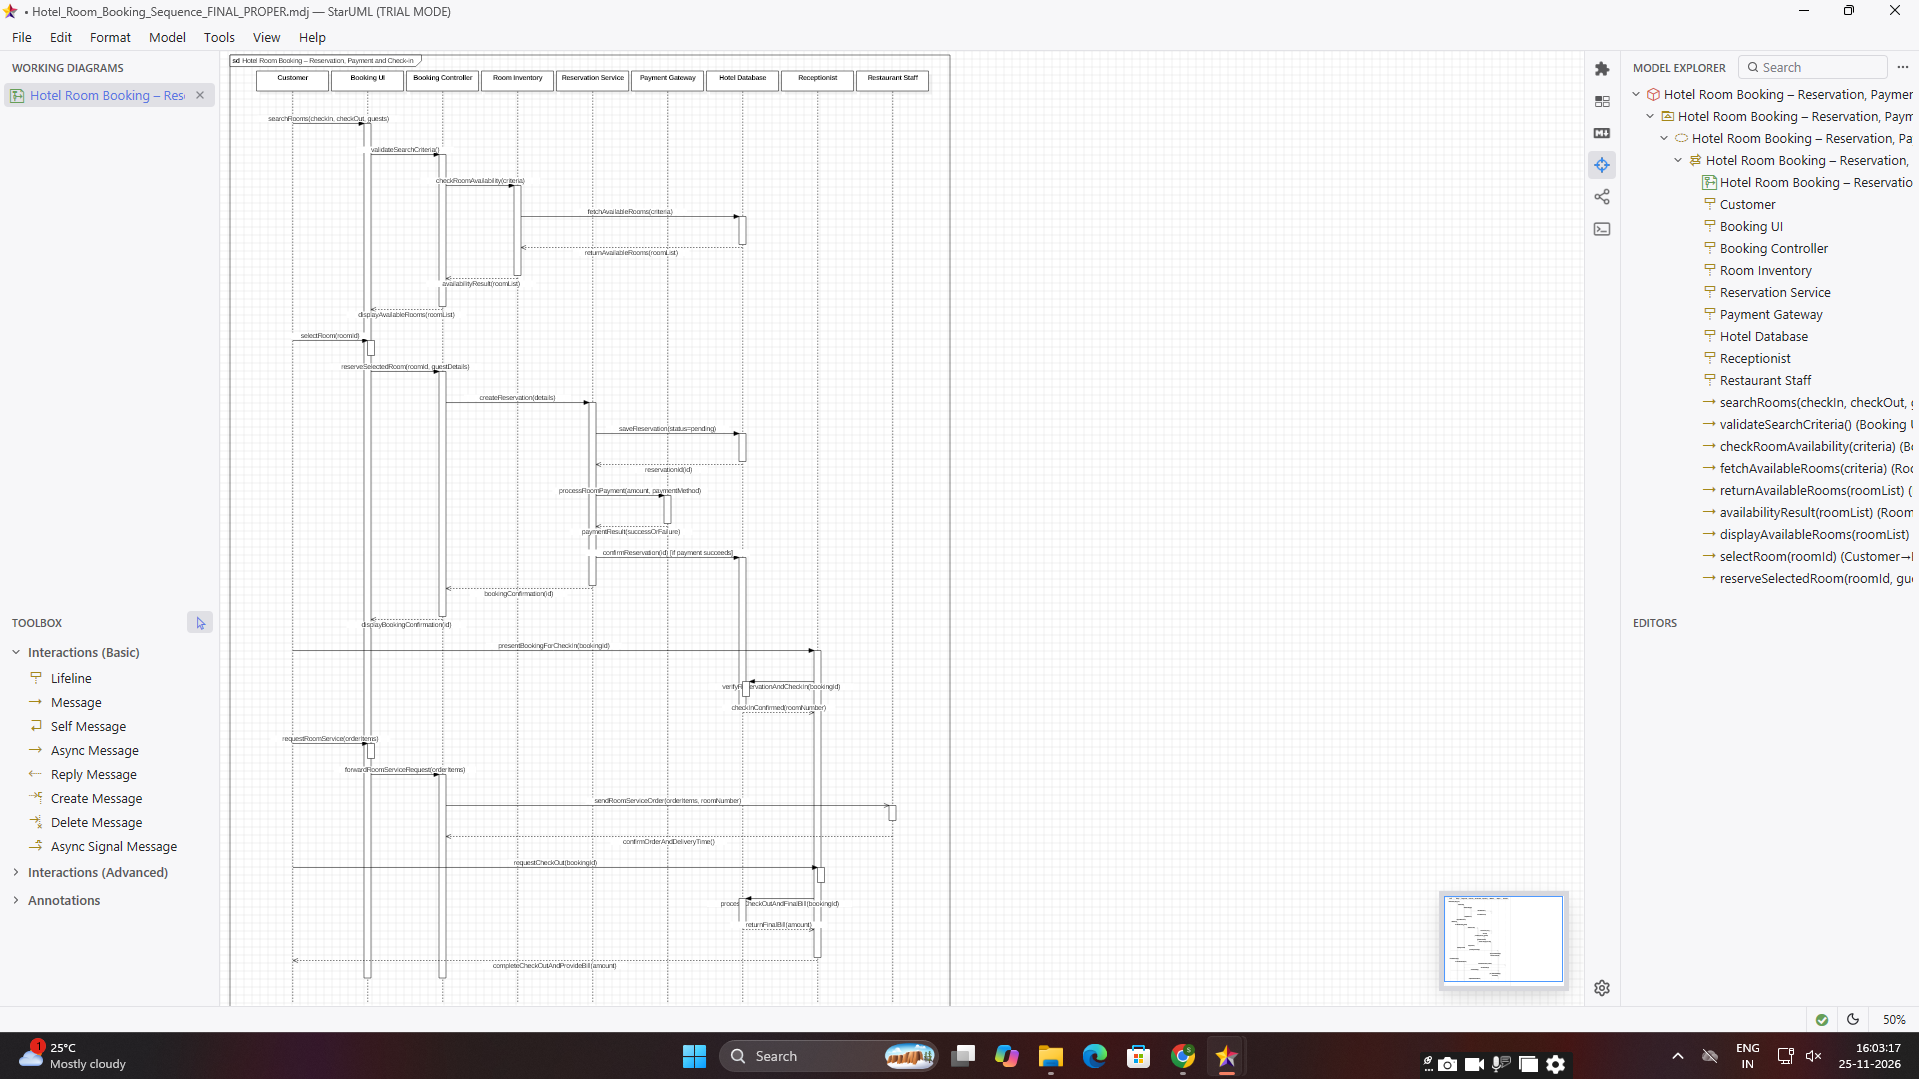 • Hotel_Room_Booking_Sequence_FINAL_PROPER.mdj — StarUML (TRIAL MODE)
File Edit Format Model Tools View Help
WORKING DIAGRAMS
Hotel Room Booking – Res
TOOLBOX
Interactions (Basic)
Lifeline
Message
Self Message
Async Message
Reply Message
Create Message
Delete Message
Async Signal Message
Interactions (Advanced)
Annotations
sd Hotel Room Booking – Reservation, Payment and Check-in
Customer
Booking UI
Booking Controller
Room Inventory
Reservation Service
Payment Gateway
Hotel Database
Receptionist
Restaurant Staff
searchRooms(checkIn, checkOut, guests)
validateSearchCriteria()
checkRoomAvailability(criteria)
fetchAvailableRooms(criteria)
returnAvailableRooms(roomList)
availabilityResult(roomList)
displayAvailableRooms(roomList)
selectRoom(roomId)
reserveSelectedRoom(roomId, guestDetails)
createReservation(details)
saveReservation(status=pending)
reservationId(id)
processRoomPayment(amount, paymentMethod)
paymentResult(successOrFailure)
confirmReservation(id) [if payment succeeds]
bookingConfirmation(id)
displayBookingConfirmation(id)
presentBookingForCheckIn(bookingId)
verifyReservationAndCheckIn(bookingId)
checkInConfirmed(roomNumber)
requestRoomService(orderItems)
forwardRoomServiceRequest(orderItems)
sendRoomServiceOrder(orderItems, roomNumber)
confirmOrderAndDeliveryTime()
requestCheckOut(bookingId)
processCheckOutAndFinalBill(bookingId)
returnFinalBill(amount)
completeCheckOutAndProvideBill(amount)
MODEL EXPLORER
Search
Hotel Room Booking – Reservation, Paymer
Hotel Room Booking – Reservation, Paym
Hotel Room Booking – Reservation, Pa
Hotel Room Booking – Reservation,
Hotel Room Booking – Reservatio
Customer
Booking UI
Booking Controller
Room Inventory
Reservation Service
Payment Gateway
Hotel Database
Receptionist
Restaurant Staff
searchRooms(checkIn, checkOut, g
validateSearchCriteria() (Booking U
checkRoomAvailability(criteria) (Bo
fetchAvailableRooms(criteria) (Roo
returnAvailableRooms(roomList) (
availabilityResult(roomList) (Room
displayAvailableRooms(roomList)
selectRoom(roomId) (Customer→I
reserveSelectedRoom(roomId, gue
EDITORS
50%
1
25°C
Mostly cloudy
Search
ENG
IN
16:03:17
25-11-2026